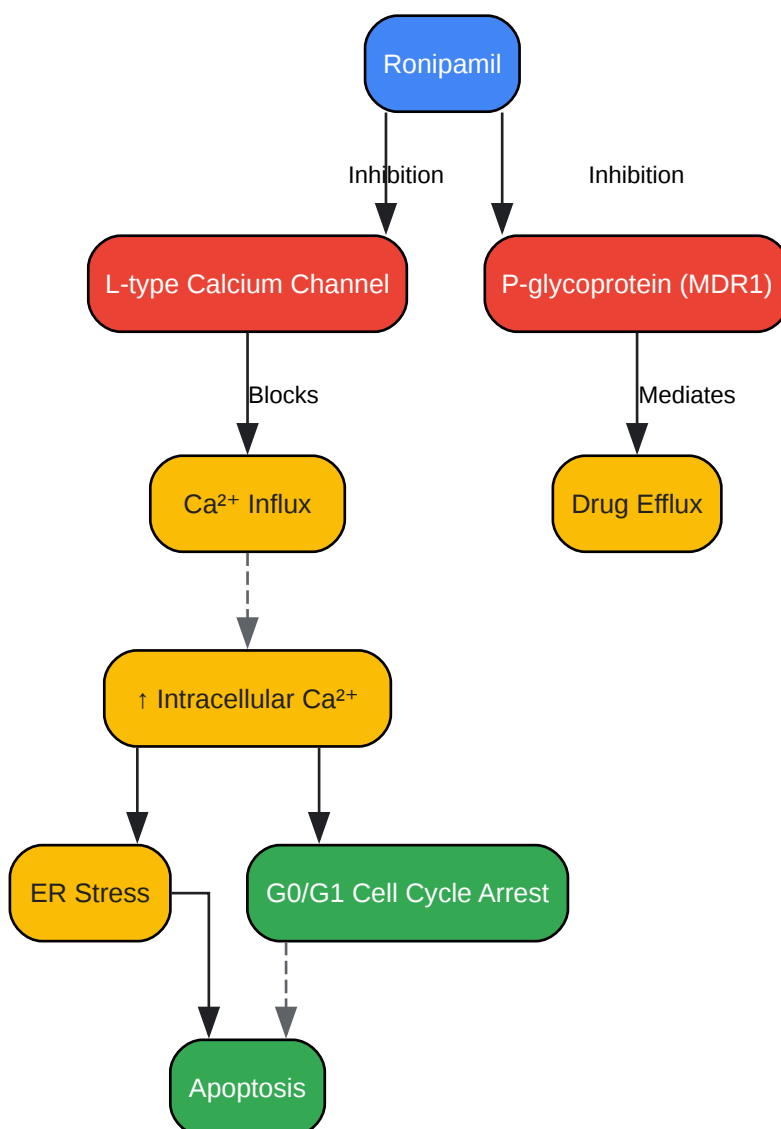 Ronipamil
Inhibition
Inhibition
L-type Calcium Channel
P-glycoprotein (MDR1)
Blocks
Mediates
Ca²⁺ Influx
Drug Efflux
↑ Intracellular Ca²⁺
ER Stress
G0/G1 Cell Cycle Arrest
Apoptosis